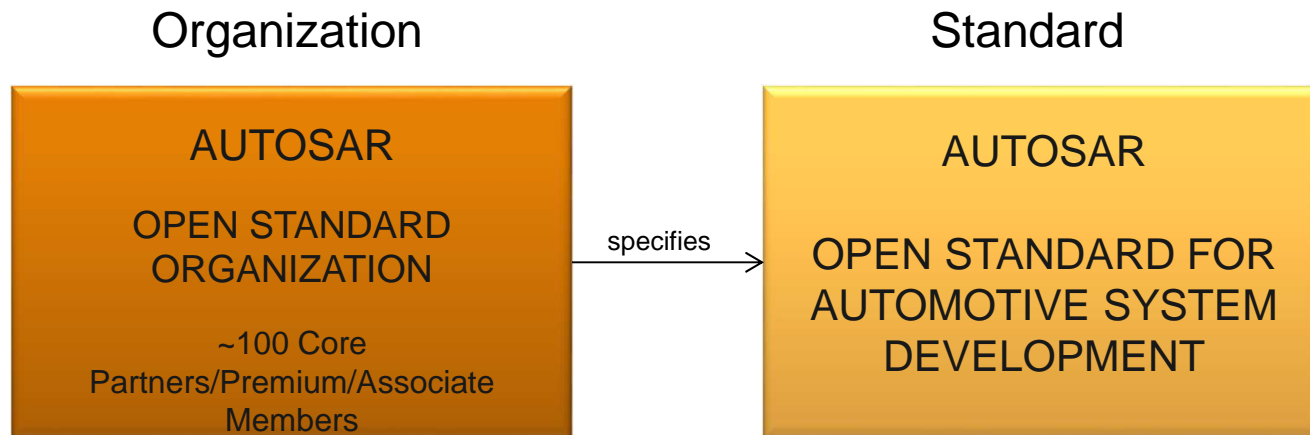 Organization
Standard
AUTOSAR
OPEN STANDARD
ORGANIZATION
~100 Core
Partners/Premium/Associate
Members
specifies
AUTOSAR
OPEN STANDARD FOR
AUTOMOTIVE SYSTEM
DEVELOPMENT